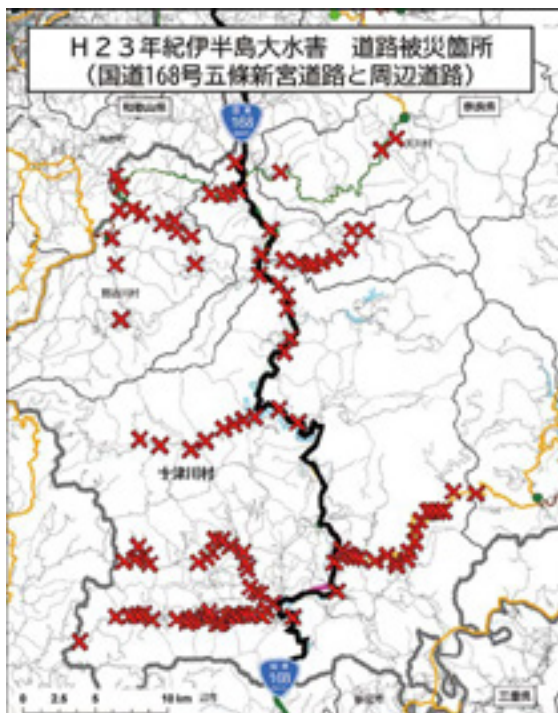 H23年紀伊半島大水害 道路被災箇所
(国道168号五條新宮道路と周辺道路)
和歌山県
奈良県
168
十津川村
168
三重県
0 2.5 5 10 km